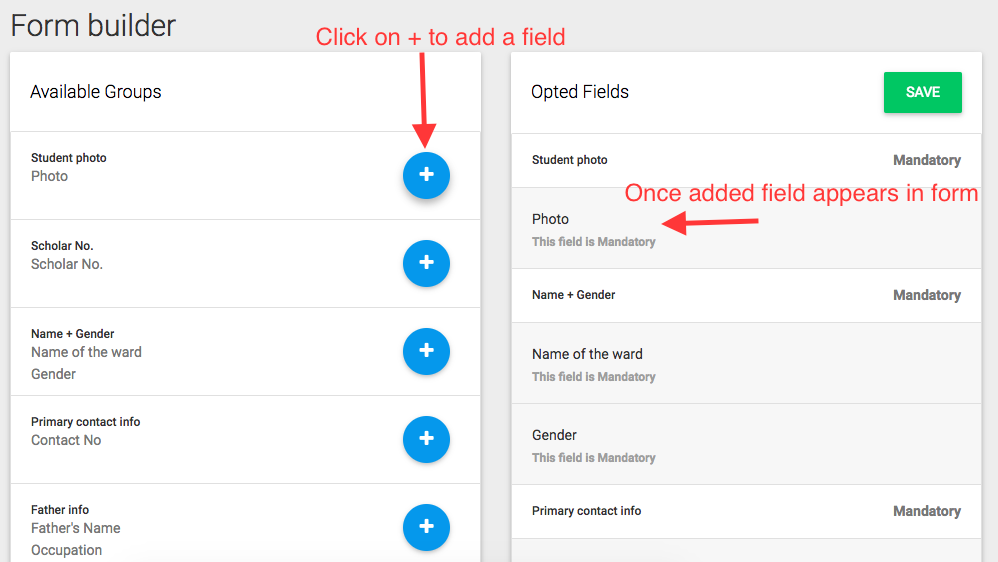 Form builder
Click on + to add a field
Available Groups
Student photo
Photo
Scholar No.
Scholar No.
Name + Gender
Name of the ward
Gender
Primary contact info
Contact No
Father info
Father's Name
Occupation
Opted Fields
SAVE
Student photo
Mandatory
Once added field appears in form
Photo
This field is Mandatory
Name + Gender
Mandatory
Name of the ward
This field is Mandatory
Gender
This field is Mandatory
Primary contact info
Mandatory